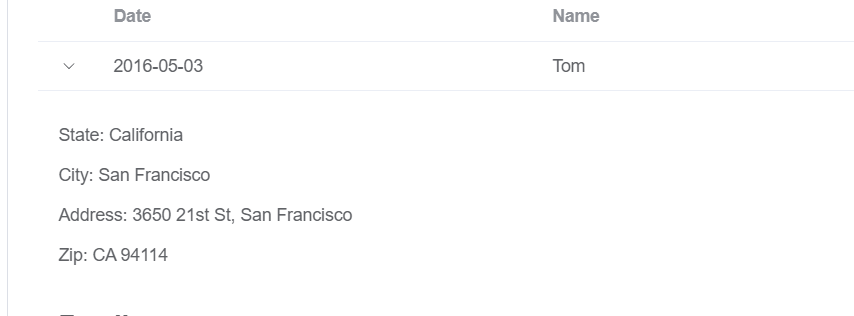 Date Name
2016-05-03 Tom
State: California
City: San Francisco
Address: 3650 21st St, San Francisco
Zip: CA 94114